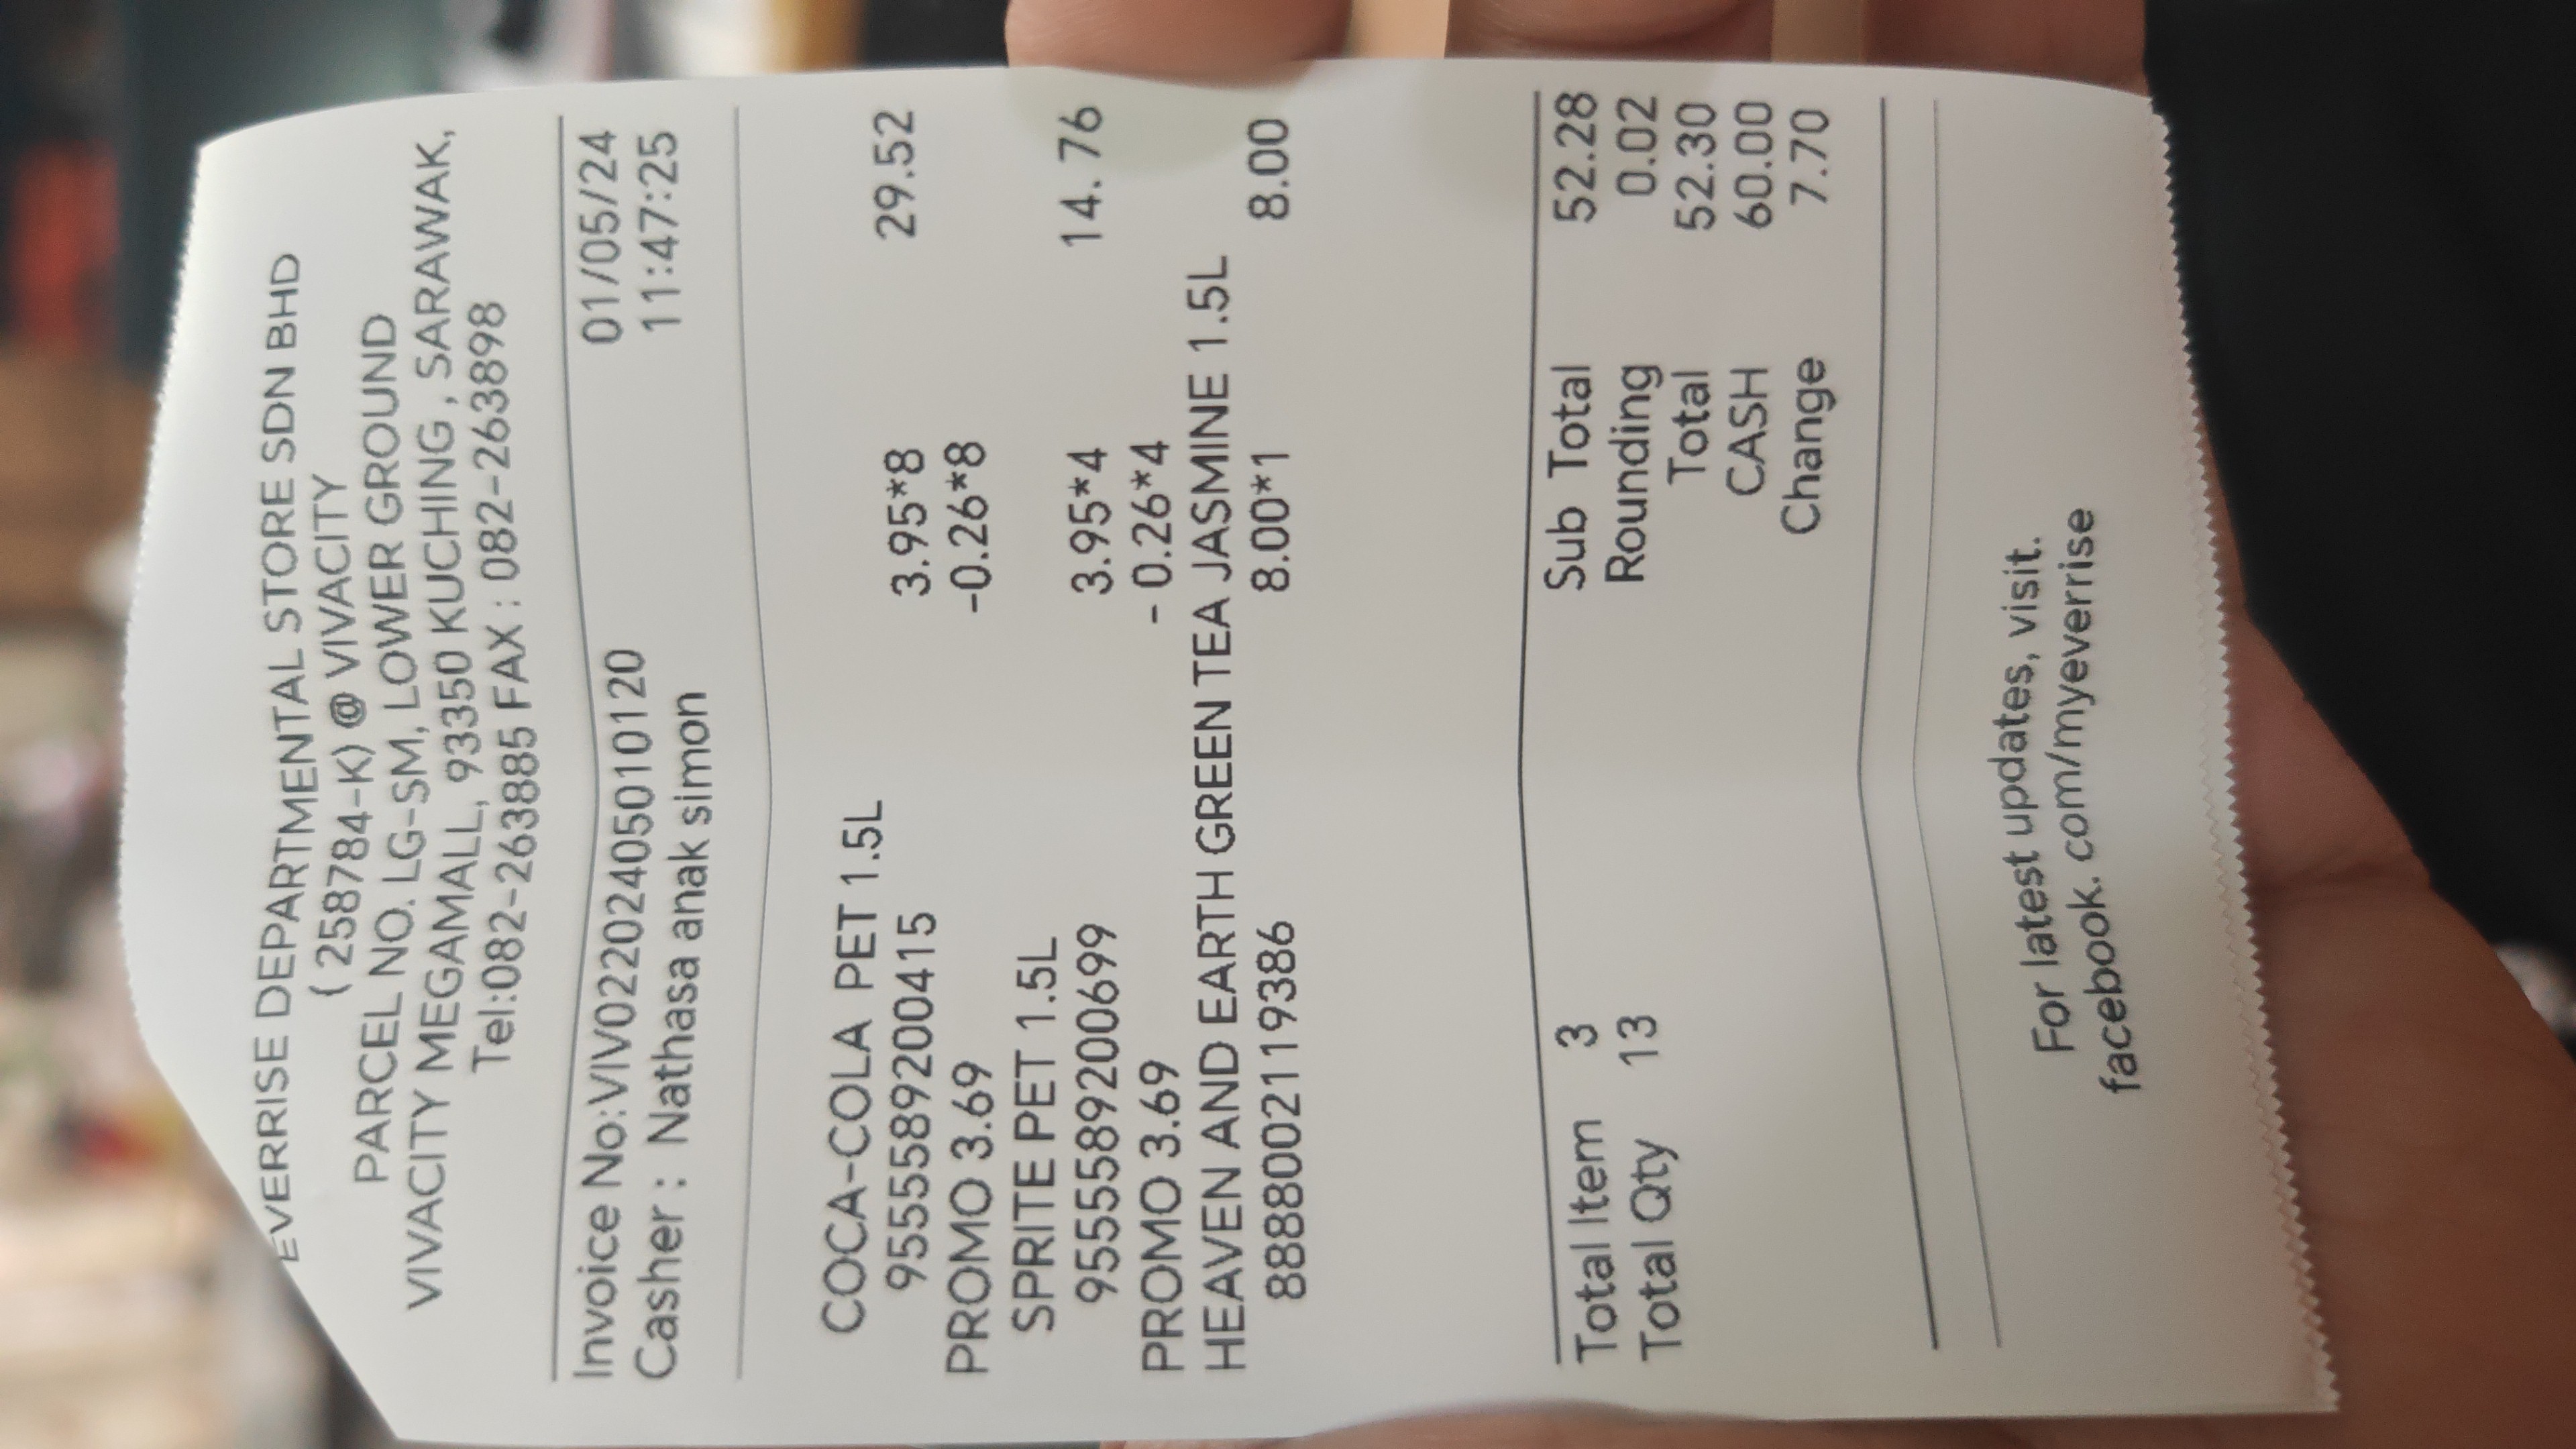 EVERRISE DEPARTMENTAL STORE SDN BHD
( 258784-K) @ VIVACITY
PARCEL NO. LG-SM, LOWER GROUND
VIVACITY MEGAMALL, 93350 KUCHING , SARAWAK,
Tel:082-263885 FAX : 082-263898
Invoice No:VIV02202405010120 01/05/24
Casher : Nathasa anak simon 11:47:25
COCA-COLA PET 1.5L
9555589200415 3.95*8 29.52
PROMO 3.69 -0.26*8
SPRITE PET 1.5L
9555589200699 3.95*4 14. 76
PROMO 3.69 - 0.26*4
HEAVEN AND EARTH GREEN TEA JASMINE 1.5L
8888002119386 8.00*1 8.00
Total Item 3 Sub Total 52.28
Total Qty 13 Rounding 0.02
Total 52.30
CASH 60.00
Change 7.70
For latest updates, visit.
facebook. com/myeverrise